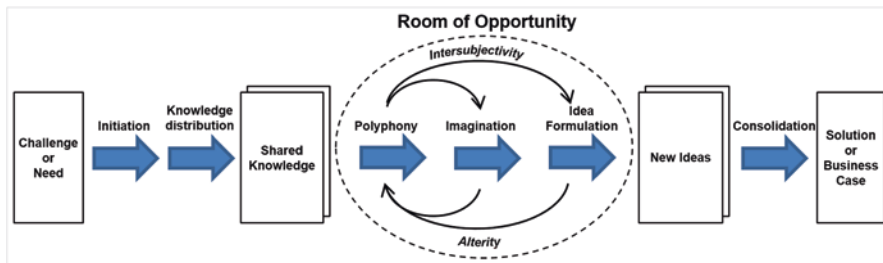 Room of Opportunity
Intersubjectivity
Challenge
or
Need
Initiation
Knowledge
distribution
Shared
Knowledge
Polyphony
Imagination
Idea
Formulation
Alterity
New Ideas
Consolidation
Solution
or
Business
Case